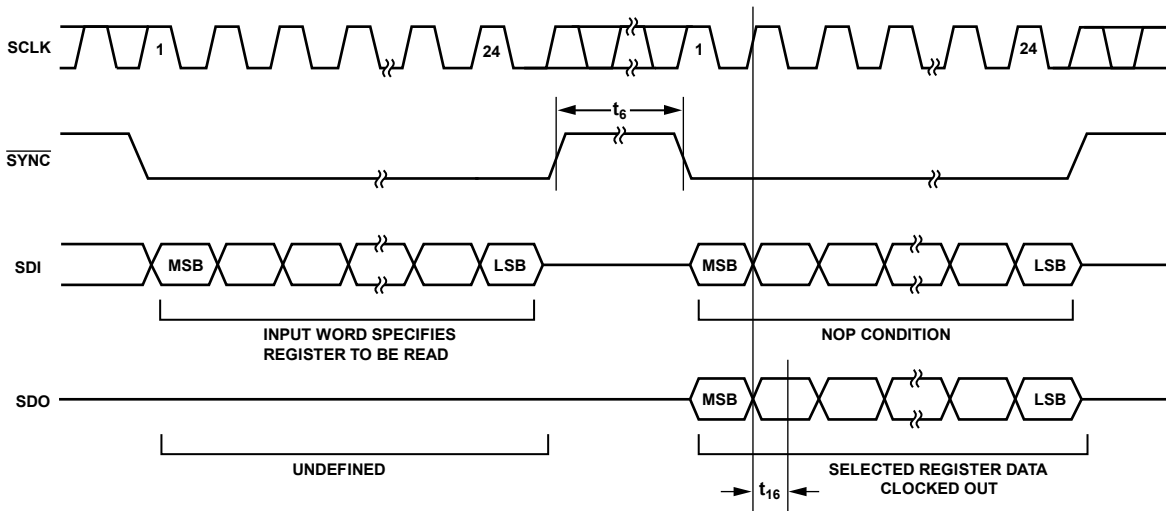 SCLK
1
24
1
24
t6
SYNC
SDI
MSB
LSB
MSB
LSB
INPUT WORD SPECIFIES
REGISTER TO BE READ
NOP CONDITION
SDO
MSB
LSB
UNDEFINED
SELECTED REGISTER DATA
CLOCKED OUT
t16